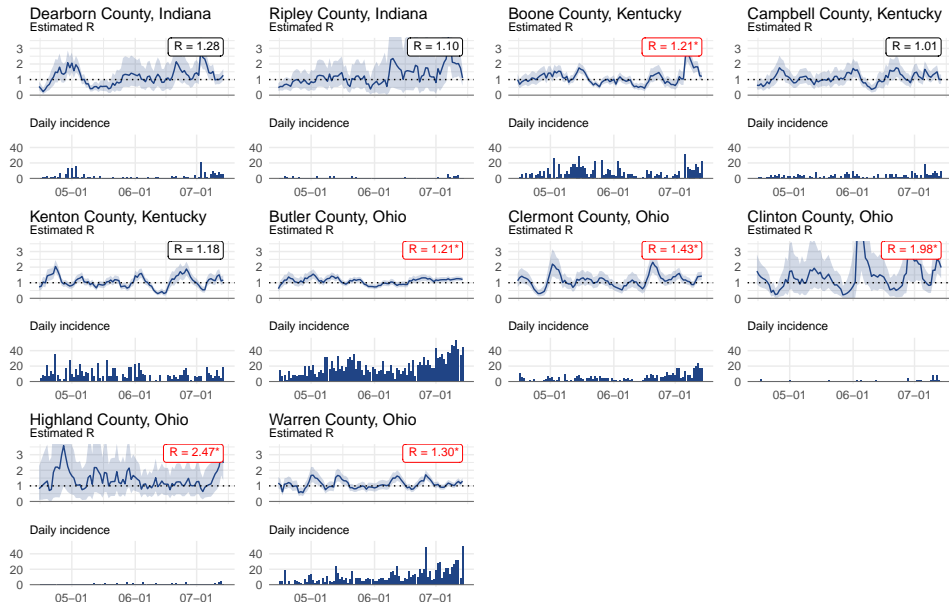 Dearborn County, Indiana
Estimated R
R = 1.28
3
2
1
0
Daily incidence
40
20
0
05−01 06−01 07−01
Ripley County, Indiana
Estimated R
R = 1.10
Daily incidence
05−01 06−01 07−01
Boone County, Kentucky
Estimated R
R = 1.21*
3
2
1
0
Daily incidence
40
20
0
05−01 06−01 07−01
Campbell County, Kentucky
Estimated R
R = 1.01
3
2
1
0
Daily incidence
40
20
0
05−01 06−01 07−01
Kenton County, Kentucky
Estimated R
R = 1.18
3
2
1
0
Daily incidence
40
20
0
05−01 06−01 07−01
Butler County, Ohio
Estimated R
R = 1.21*
3
2
1
0
Daily incidence
40
20
0
05−01 06−01 07−01
Clermont County, Ohio
Estimated R
R = 1.43*
3
2
1
0
Daily incidence
40
20
0
05−01 06−01 07−01
Clinton County, Ohio
Estimated R
R = 1.98*
3
2
1
0
Daily incidence
40
20
0
05−01 06−01 07−01
Highland County, Ohio
Estimated R
R = 2.47*
3
2
1
0
Daily incidence
40
20
0
05−01 06−01 07−01
Warren County, Ohio
Estimated R
R = 1.30*
3
2
1
0
Daily incidence
40
20
0
05−01 06−01 07−01